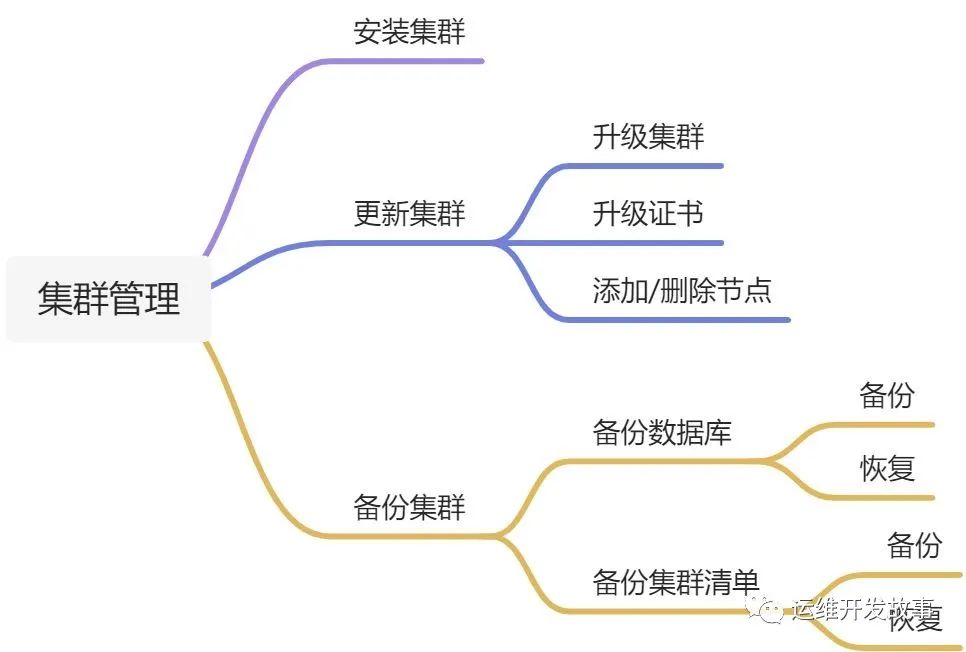 安装集群
升级集群
更新集群
升级证书
集群管理
添加/删除节点
备份
备份数据库
恢复
备份集群
备份
备份集群清单
运维开发故事
恢复